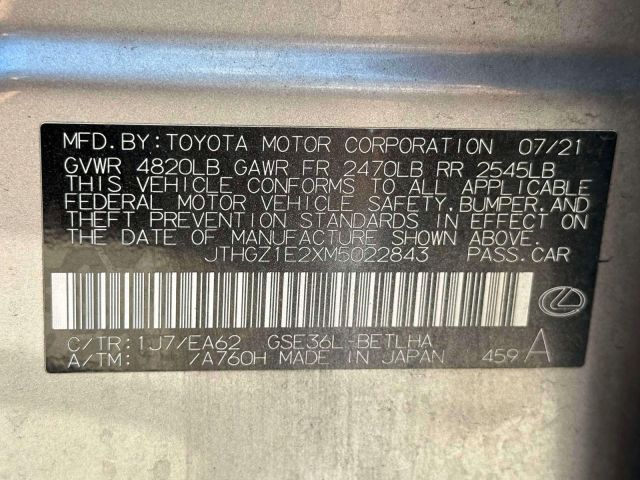 MFD.BY:TOYOTA MOTOR CORPORATION 07/21
GVWR 4820LB GAWR FR 2470LB RR 2545LB
THIS VEHICLE CONFORMS TO ALL APPLICABLE
FEDERAL MOTOR VEHICLE SAFETY,BUMPER,AND
THEFT PREVENTION STANDARDS IN EFFECT ON
THE DATE OF MANUFACTURE SHOWN ABOVE.
JTHGZ1E2XM5022843 PASS.CAR
C/TR:1J7/EA62 GSE36L-BETLHA
A/TM: /A760H MADE IN JAPAN 459 A